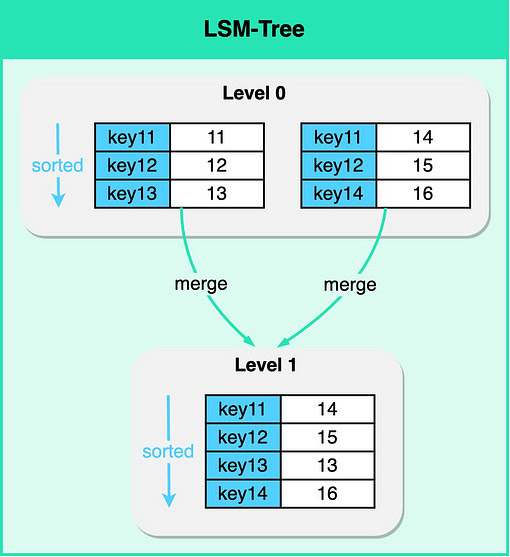 LSM-Tree
Level 0
sorted
key11 11
key12 12
key13 13
key11 14
key12 15
key14 16
merge
merge
Level 1
sorted
key11 14
key12 15
key13 13
key14 16